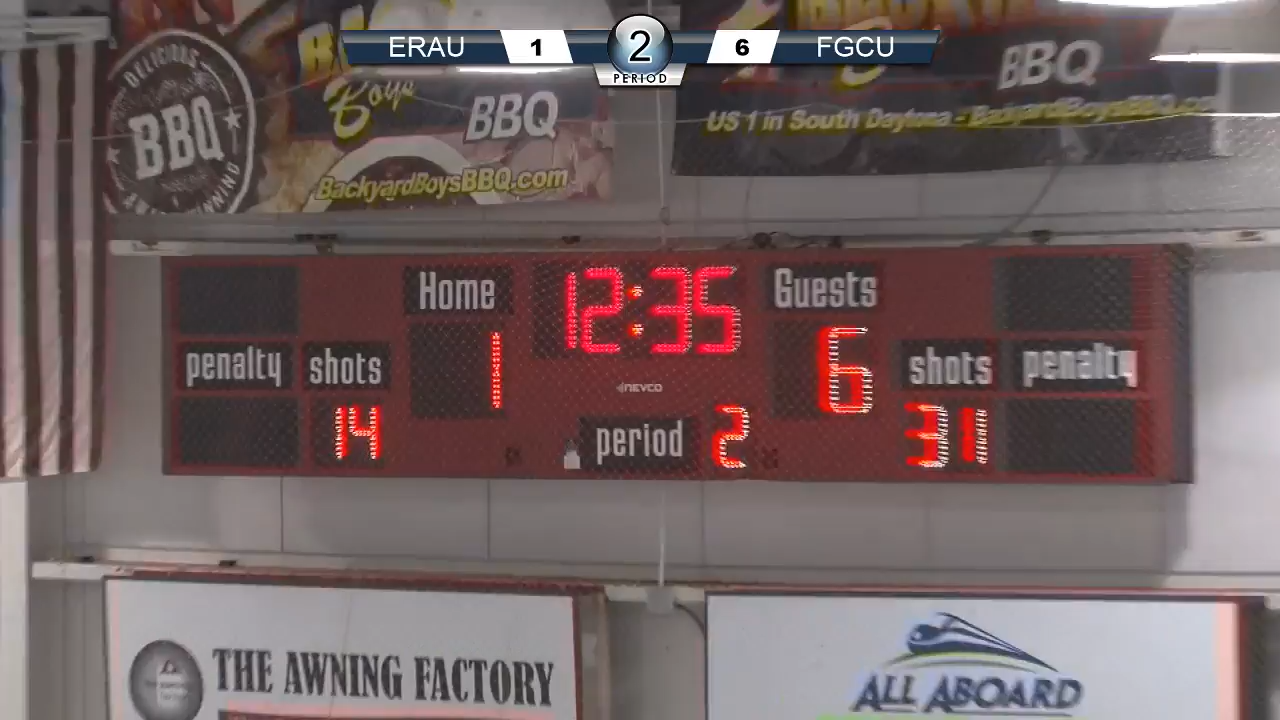 ERAU 1 2 6 FGCU
PERIOD
DELICIOUS
BBQ
Boys BBQ
BackyardBoysBBQ.com
BBQ
US 1 in South Daytona - BackyardBoysBBQ.com
Home 12:35 Guests
penalty shots 1 6 shots penalty
NEVCO
14 period 2 31
THE AWNING FACTORY
ALL ABOARD